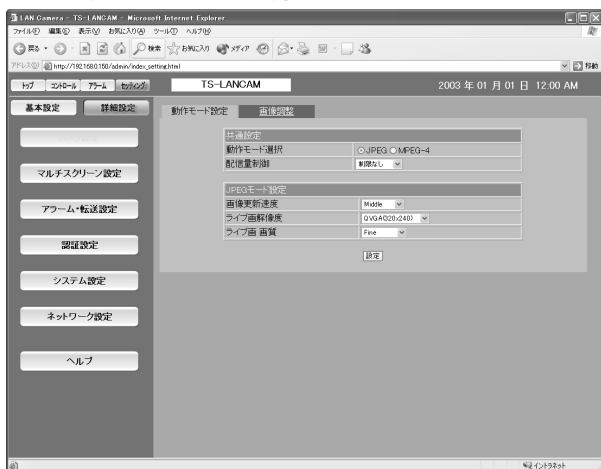 LAN Camera - TS-LANCAM - Microsoft Internet Explorer
ファイル(F) 編集(E) 表示(V) お気に入り(A) ツール(T) ヘルプ(H)
戻る 検索 お気に入り メディア
アドレス(D) http://192.168.0.150/admin/index_setting.html 移動
トップ コントロール アラーム セッティング TS-LANCAM 2003 年 01 月 01 日 12:00 AM
基本設定 詳細設定 動作モード設定 画像調整
共通設定
動作モード選択 JPEG MPEG-4
配信量制御 制限なし
マルチスクリーン設定
JPEGモード設定
画像更新速度 Middle
アラーム・転送設定
ライブ画解像度 QVGA(320x240)
ライブ画 画質 Fine
認証設定
設定
システム設定
ネットワーク設定
ヘルプ
イントラネット